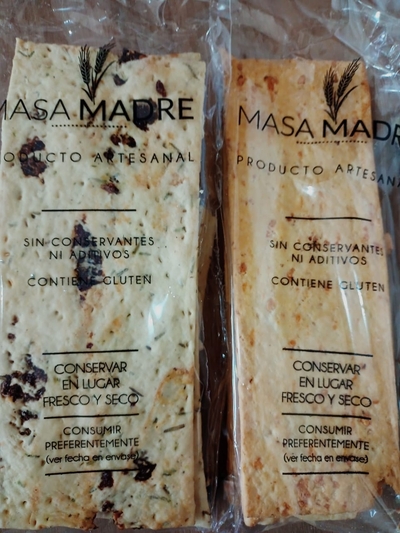 MASA MADRE
PRODUCTO ARTESANAL
SIN CONSERVANTES
NI ADITIVOS
CONTIENE GLUTEN
CONSERVAR
EN LUGAR
FRESCO Y SECO
CONSUMIR
PREFERENTEMENTE
(ver fecha en envase)
MASA MADRE
PRODUCTO ARTESANAL
SIN CONSERVANTES
NI ADITIVOS
CONTIENE GLUTEN
CONSERVAR
EN LUGAR
FRESCO Y SECO
CONSUMIR
PREFERENTEMENTE
(ver fecha en envase)